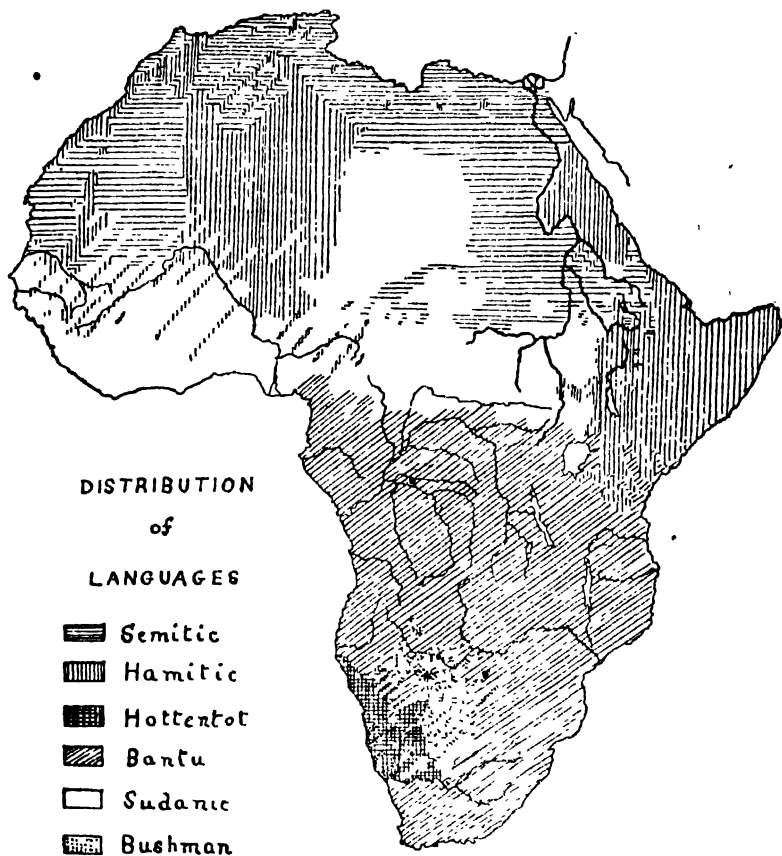 DISTRIBUTION
of
LANGUAGES
Semitic
Hamitic
Hottentot
Bantu
Sudanic
Bushman